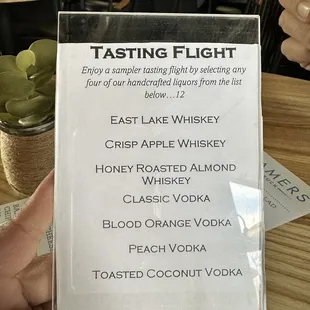 TASTING FLIGHT
Enjoy a sampler tasting flight by selecting any
four of our handcrafted liquors from the list
below...12
EAST LAKE WHISKEY
CRISP APPLE WHISKEY
HONEY ROASTED ALMOND
WHISKEY
CLASSIC VODKA
BLOOD ORANGE VODKA
PEACH VODKA
TOASTED COCONUT VODKA